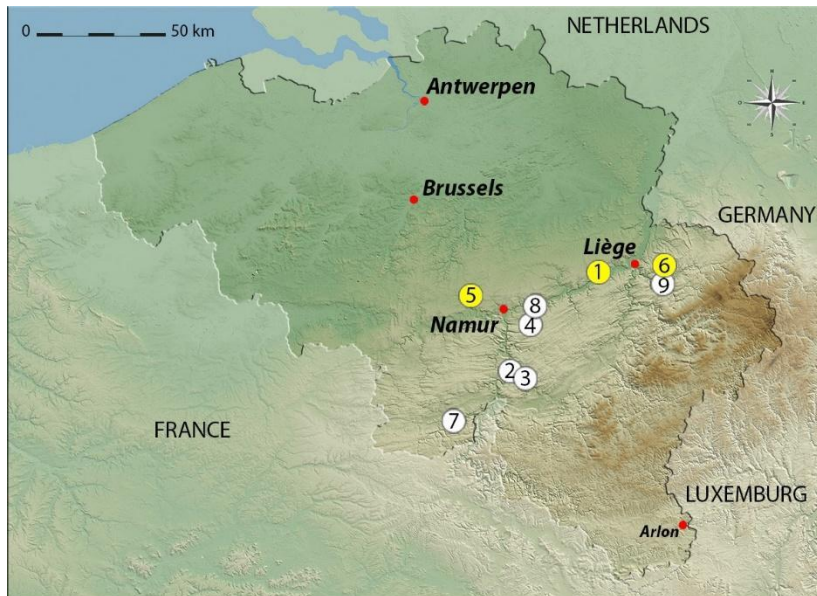 NETHERLANDS
0 50 km
Antwerpen
Brussels
GERMANY
Liège
1
6
9
5
8
Namur
4
2
3
7
FRANCE
LUXEMBURG
Arlon